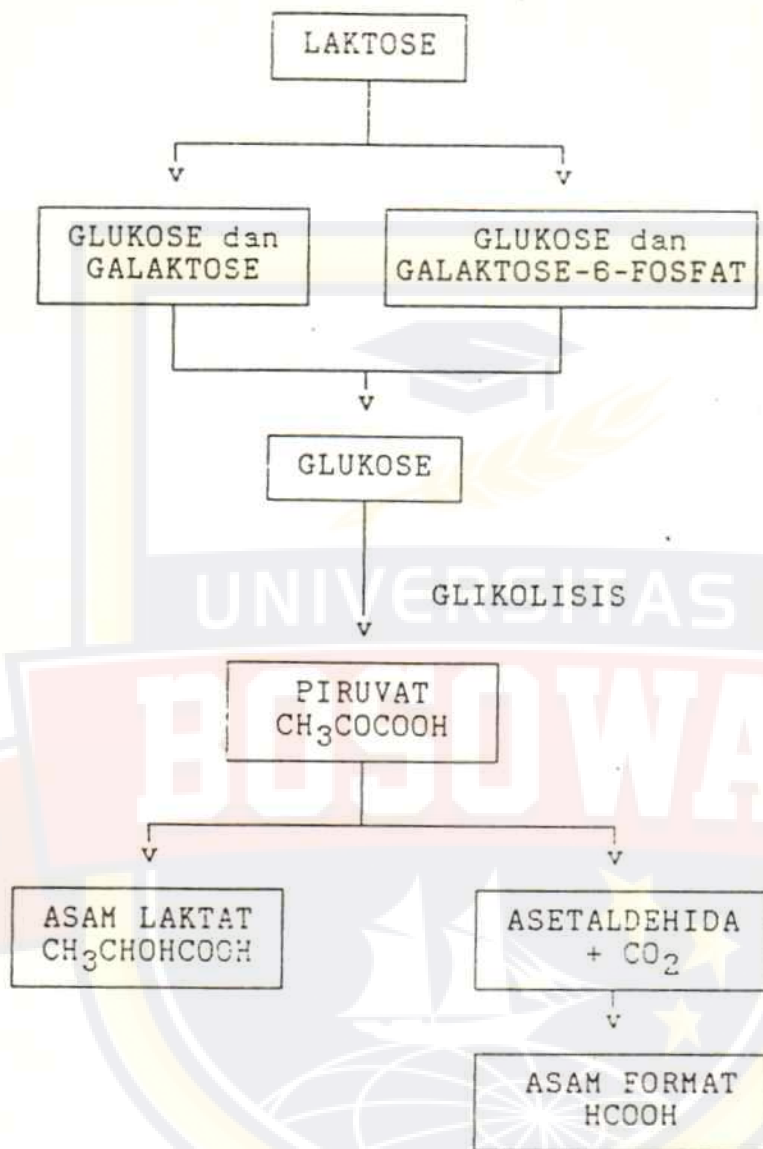 LAKTOSE
GLUKOSE dan
GALAKTOSE
GLUKOSE dan
GALAKTOSE-6-FOSFAT
GLUKOSE
GLIKOLISIS
UNIVERSITAS
PIRUVAT
CH₃COCOOH
BOSOWA
ASAM LAKTAT
CH₃CHOHCOOH
ASETALDEHIDA
+ CO₂
ASAM FORMAT
HCOOH